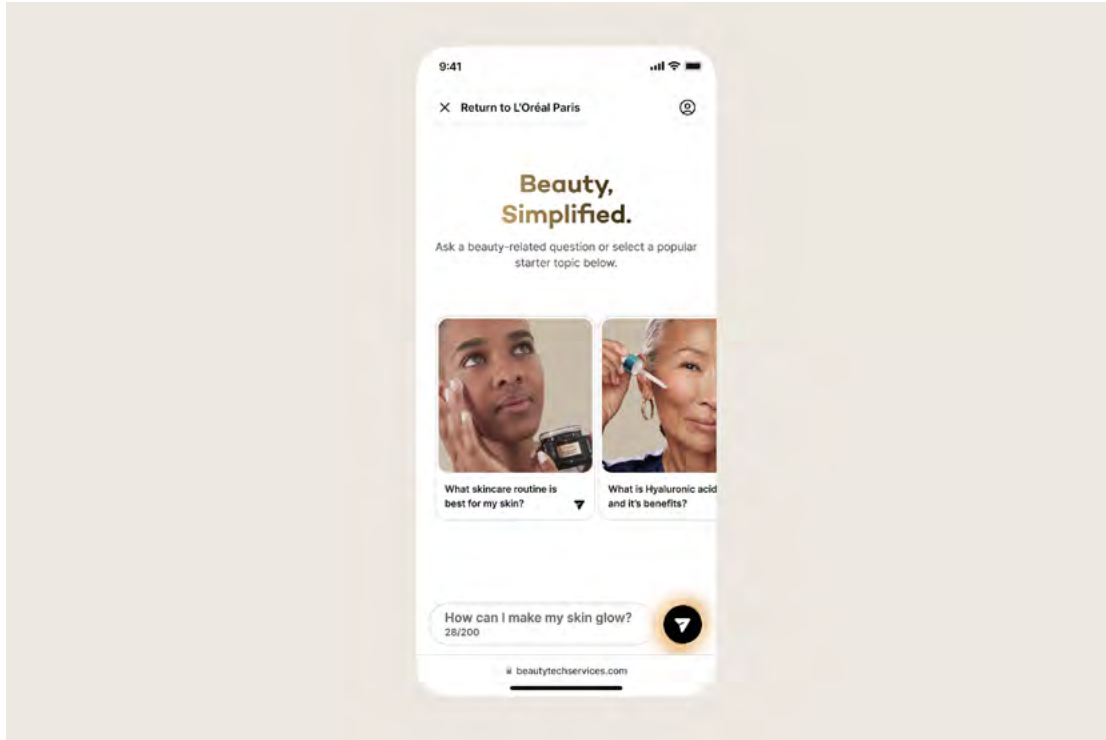 9:41
Return to L'Oréal Paris
Beauty,
Simplified.
Ask a beauty-related question or select a popular
starter topic below.
What skincare routine is
best for my skin?
What is Hyaluronic acid
and it's benefits?
How can I make my skin glow?
28/200
beautytechservices.com